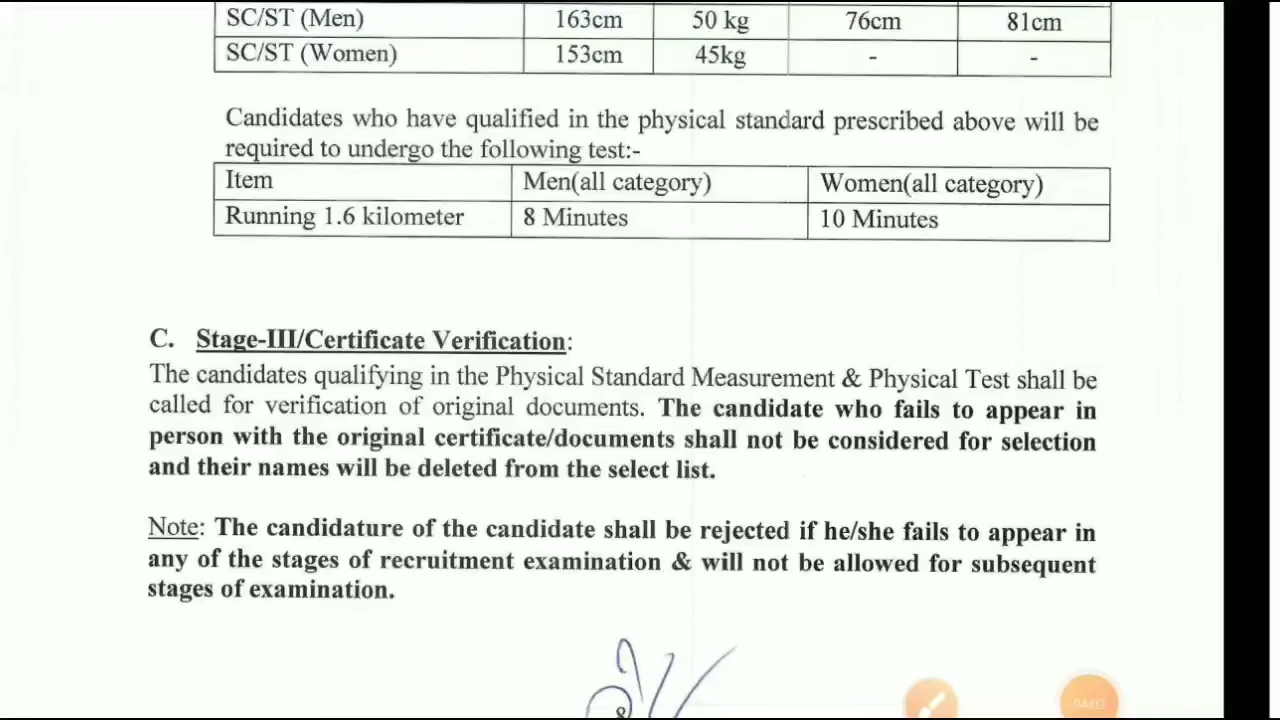 SC/ST (Men) 163cm 50 kg 76cm 81cm
SC/ST (Women) 153cm 45kg - -
Candidates who have qualified in the physical standard prescribed above will be
required to undergo the following test:-
Item Men(all category) Women(all category)
Running 1.6 kilometer 8 Minutes 10 Minutes
C. Stage-III/Certificate Verification:
The candidates qualifying in the Physical Standard Measurement & Physical Test shall be
called for verification of original documents. The candidate who fails to appear in
person with the original certificate/documents shall not be considered for selection
and their names will be deleted from the select list.
Note: The candidature of the candidate shall be rejected if he/she fails to appear in
any of the stages of recruitment examination & will not be allowed for subsequent
stages of examination.
8
04:02